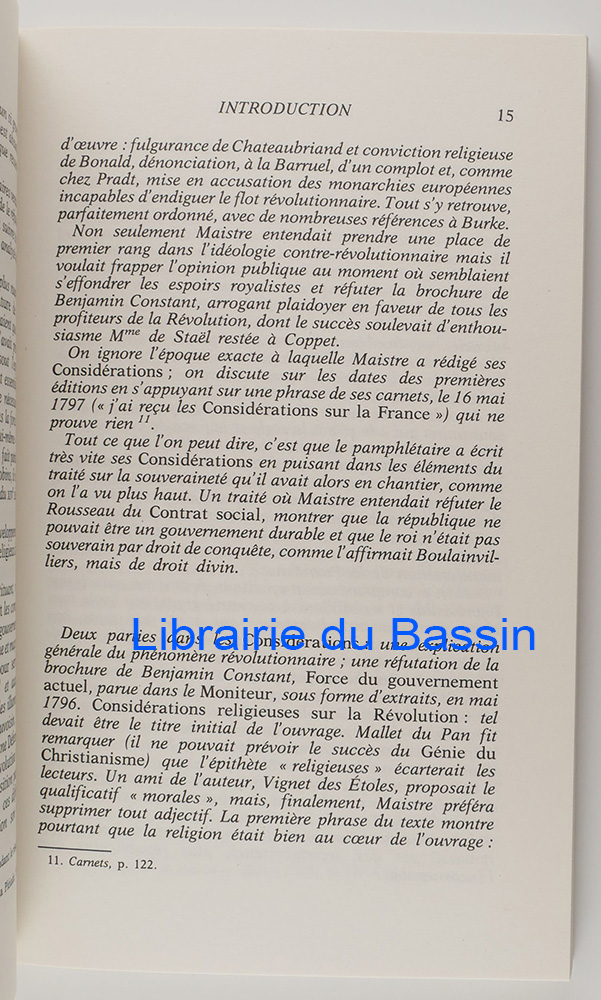 INTRODUCTION 15
d'œuvre : fulgurance de Chateaubriand et conviction religieuse
de Bonald, dénonciation, à la Barruel, d'un complot et, comme
chez Pradt, mise en accusation des monarchies européennes
incapables d'endiguer le flot révolutionnaire. Tout s'y retrouve,
parfaitement ordonné, avec de nombreuses références à Burke.
Non seulement Maistre entendait prendre une place de
premier rang dans l'idéologie contre-révolutionnaire mais il
voulait frapper l'opinion publique au moment où semblaient
s'effondrer les espoirs royalistes et réfuter la brochure de
Benjamin Constant, arrogant plaidoyer en faveur de tous les
profiteurs de la Révolution, dont le succès soulevait d'enthou-
siasme Mme de Staël restée à Coppet.
On ignore l'époque exacte à laquelle Maistre a rédigé ses
Considérations ; on discute sur les dates des premières
éditions en s'appuyant sur une phrase de ses carnets, le 16 mai
1797 (« j'ai reçu les Considérations sur la France ») qui ne
prouve rien 11.
Tout ce que l'on peut dire, c'est que le pamphlétaire a écrit
très vite ses Considérations en puisant dans les éléments du
traité sur la souveraineté qu'il avait alors en chantier, comme
on l'a vu plus haut. Un traité où Maistre entendait réfuter le
Rousseau du Contrat social, montrer que la république ne
pouvait être un gouvernement durable et que le roi n'était pas
souverain par droit de conquête, comme l'affirmait Boulainvil-
liers, mais de droit divin.
Deux parties dans les Considérations : une explication
Librairie du Bassin
générale du phénomène révolutionnaire ; une réfutation de la
brochure de Benjamin Constant, Force du gouvernement
actuel, parue dans le Moniteur, sous forme d'extraits, en mai
1796. Considérations religieuses sur la Révolution : tel
devait être le titre initial de l'ouvrage. Mallet du Pan fit
remarquer (il ne pouvait prévoir le succès du Génie du
Christianisme) que l'épithète « religieuses » écarterait les
lecteurs. Un ami de l'auteur, Vignet des Étoles, proposait le
qualificatif « morales », mais, finalement, Maistre préféra
supprimer tout adjectif. La première phrase du texte montre
pourtant que la religion était bien au cœur de l'ouvrage :
11. Carnets, p. 122.